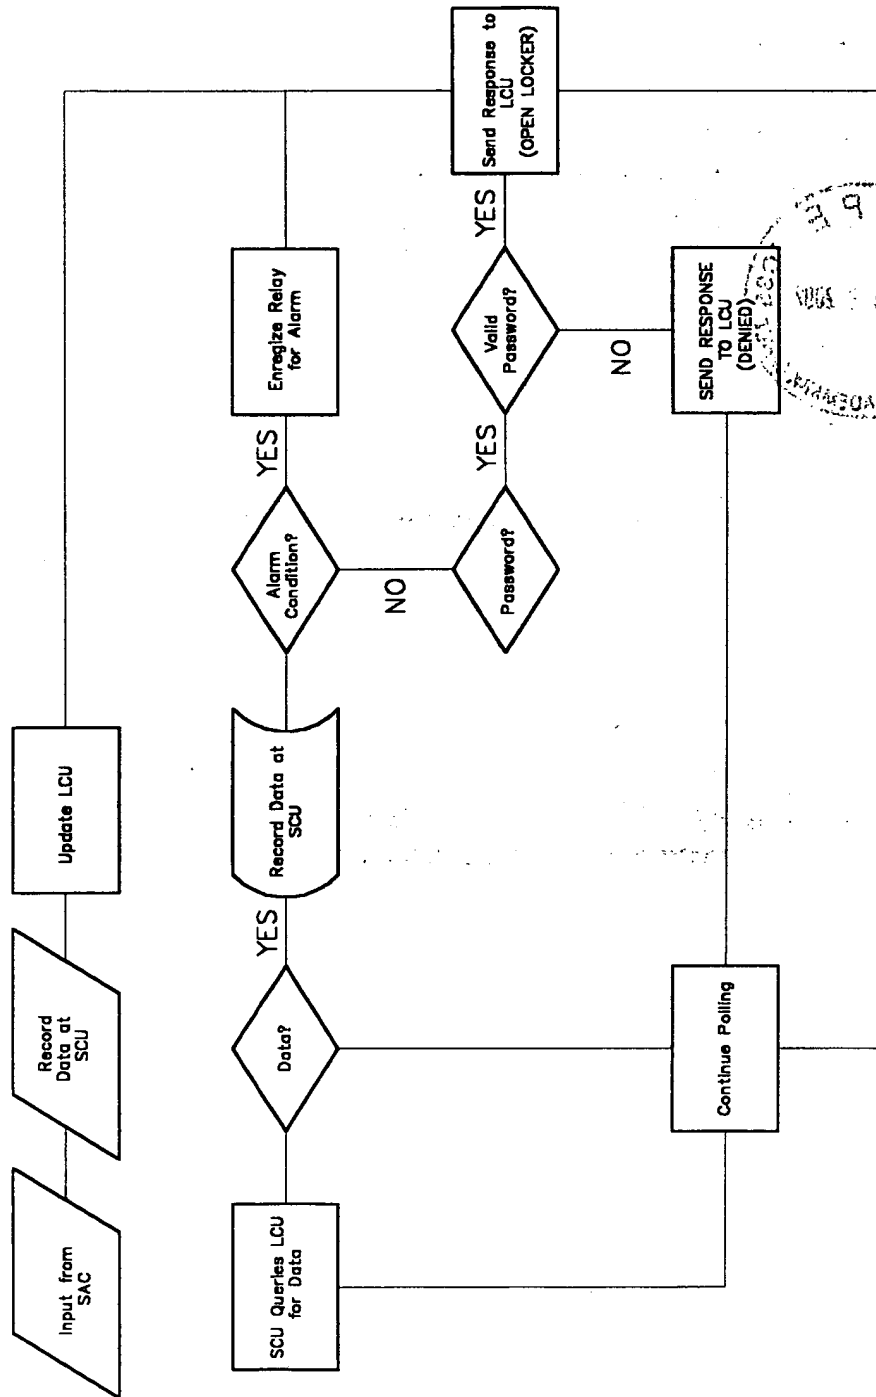 Input from
SAC
Record
Data at
SCU
Update LCU
SCU Queries LCU
for Data
Data?
YES
Record Data at
SCU
Alarm
Condition?
YES
Enregize Relay
for Alarm
NO
Password?
YES
Valid
Password?
YES
Send Response to
LCU
(OPEN LOCKER)
NO
Continue Polling
SEND RESPONSE
TO LCU
(DENIED)